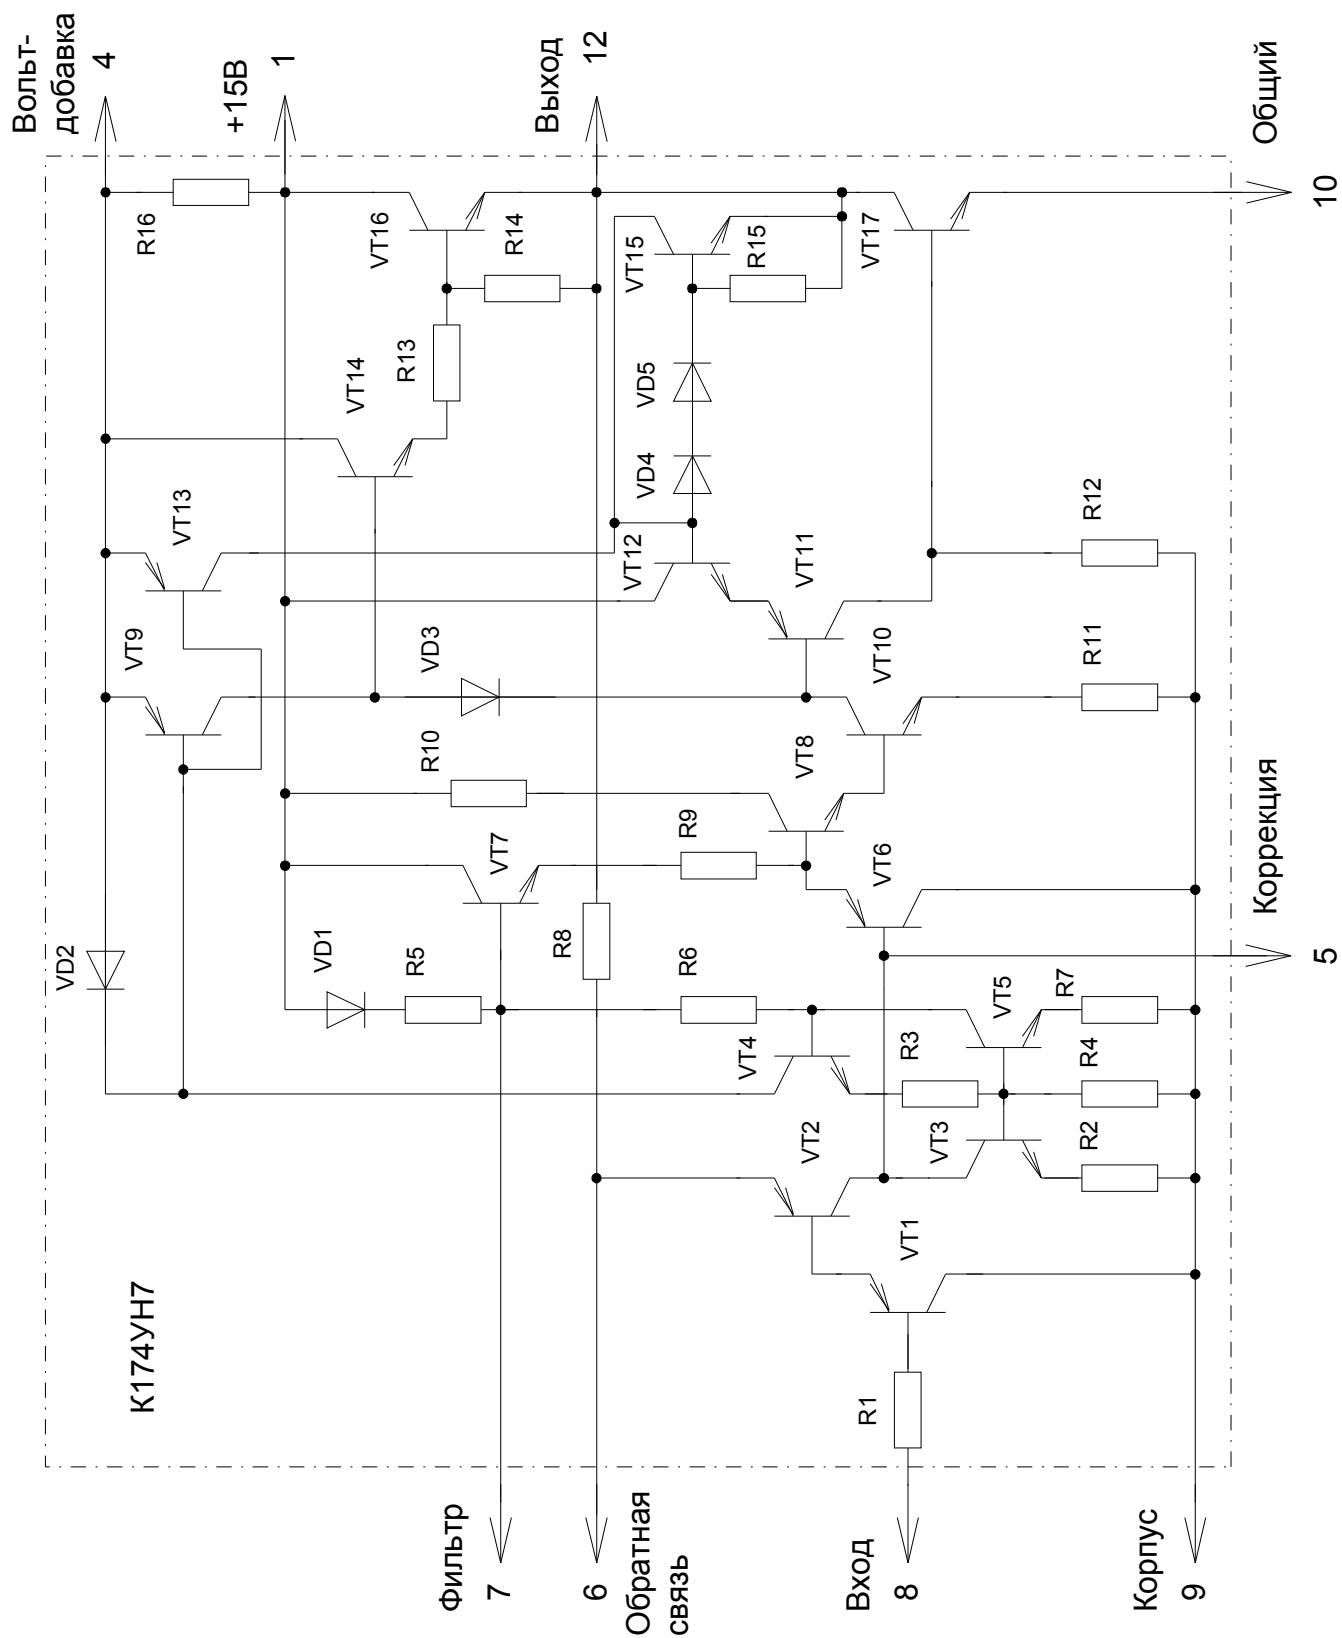 К174УН7
Вольт-
добавка
4
+15В
1
Выход
12
Общий
10
Коррекция
5
Фильтр
7
Обратная
связь
6
Вход
8
Корпус
9
R16
VT16
R14
VT15
R15
VT17
VT14
R13
VD5
VD4
VT13
VT12
VT11
R12
VT9
VD3
VT10
R11
R10
VT8
VT7
R9
VT6
VD2
VD1
R5
R8
R6
VT5
R7
VT4
R3
R4
VT2
VT3
R2
VT1
R1